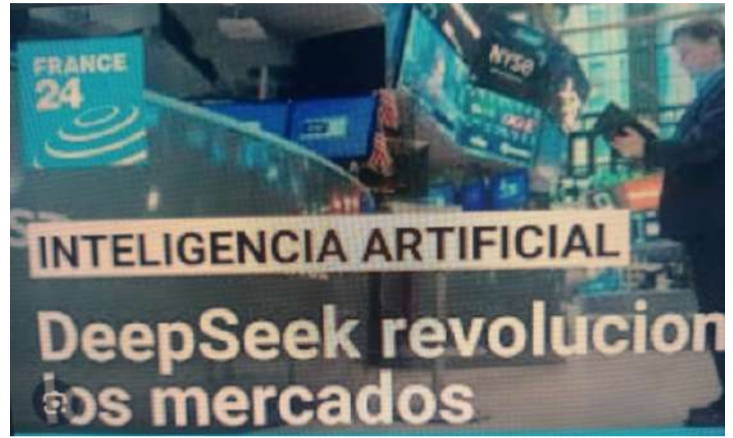 FRANCE
24
NYSE
INTELIGENCIA ARTIFICIAL
DeepSeek revolucion
los mercados